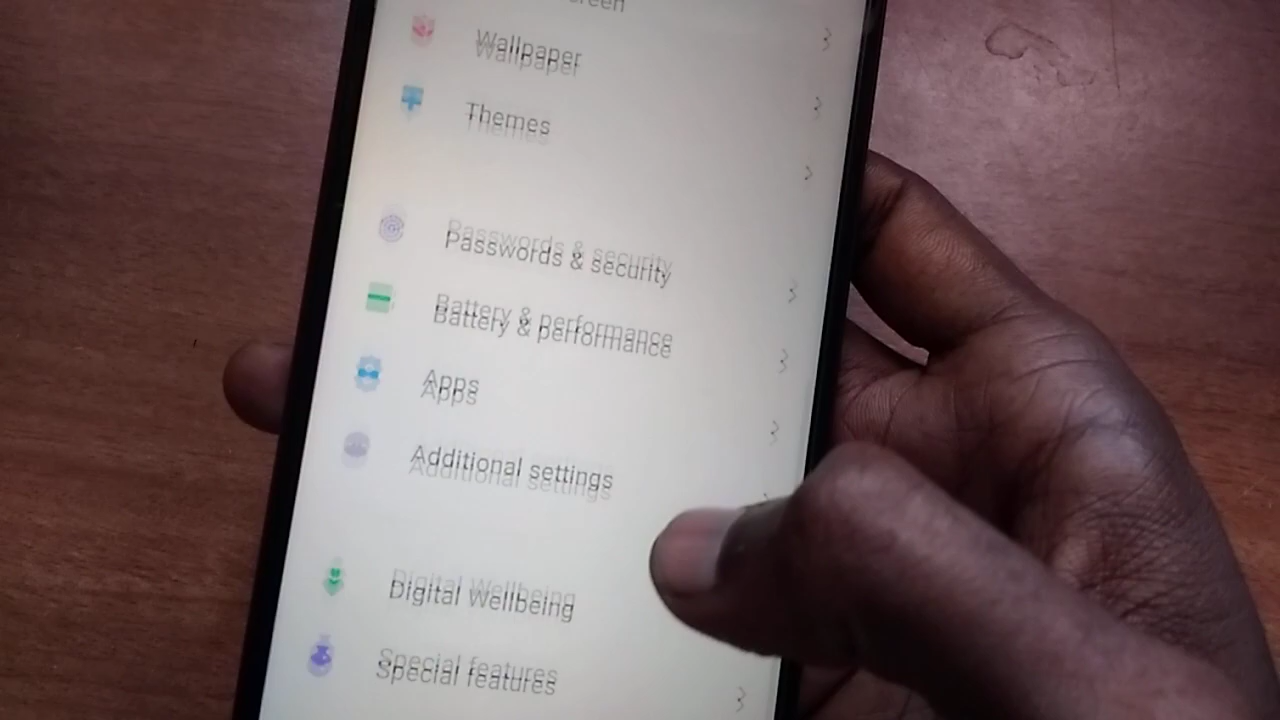 Wallpaper
Themes
Passwords & security
Battery & performance
Apps
Additional settings
Digital Wellbeing
Special features